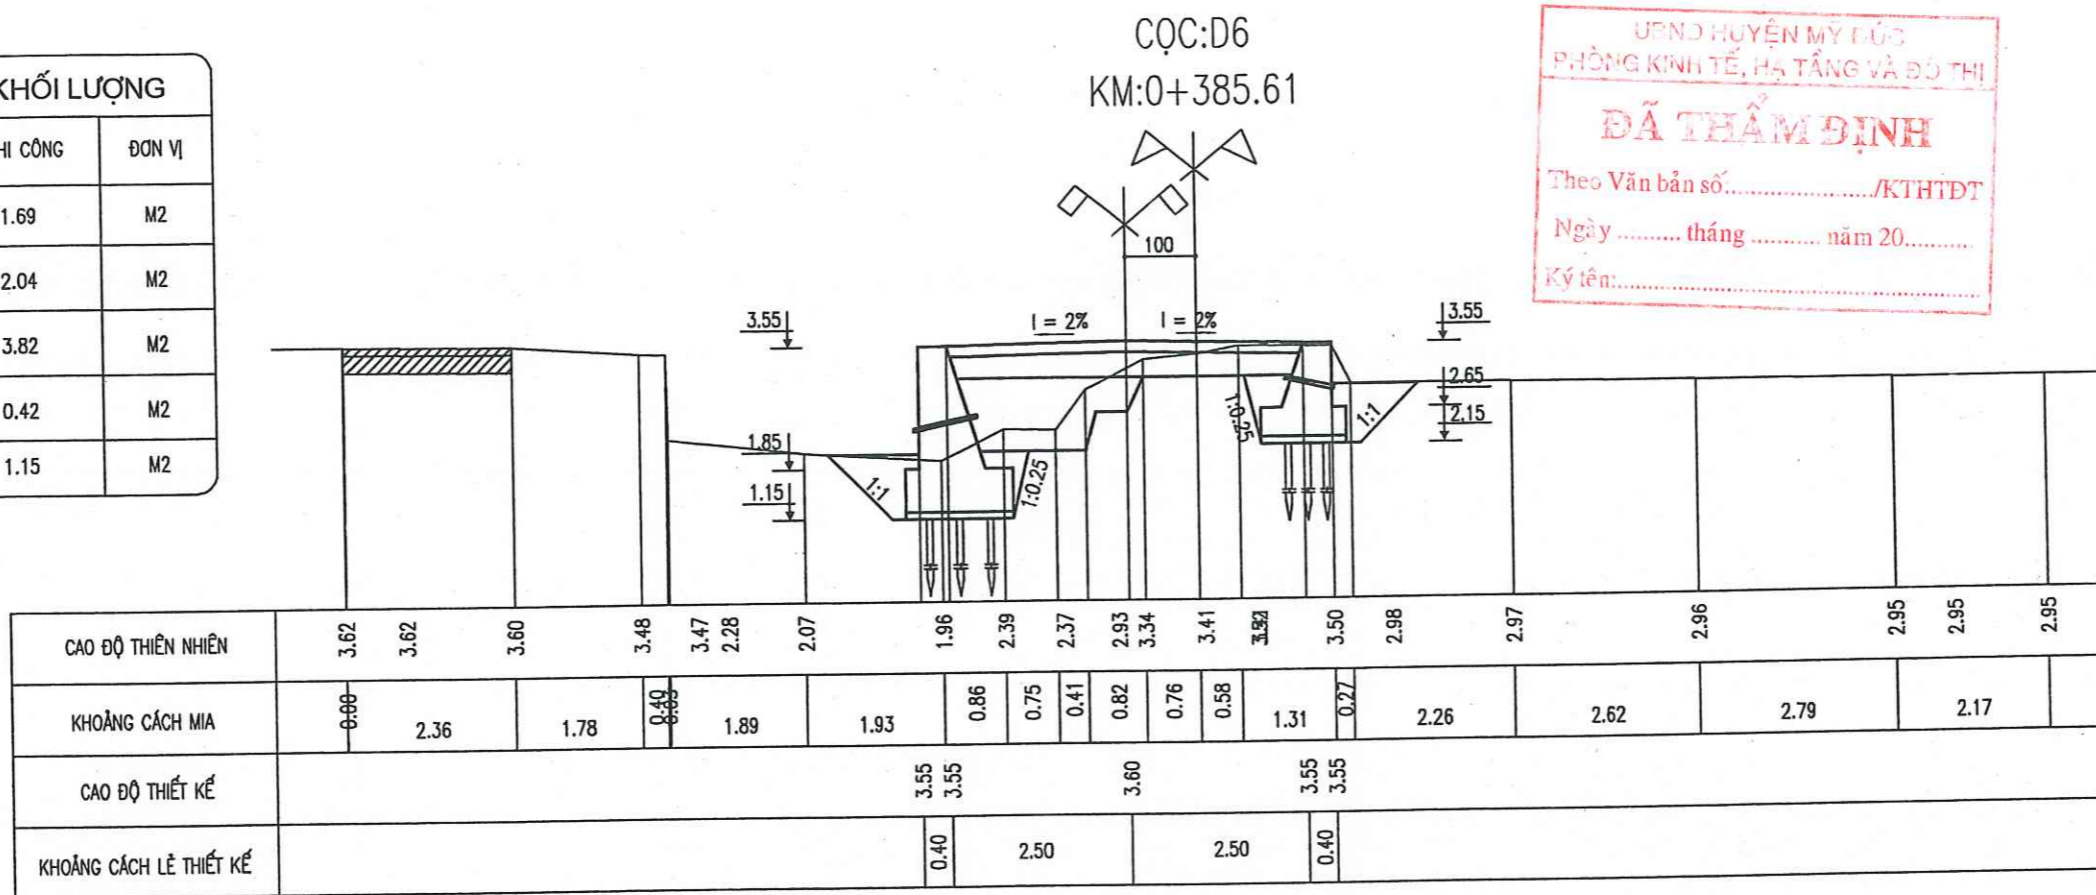 CỌC:D6
KM:0+385.61
UBND HUYỆN MỸ ĐỨC
PHÒNG KINH TẾ, HẠ TẦNG VÀ ĐÔ THỊ
ĐÃ THẨM ĐỊNH
Theo Văn bản số:...................../KTHTĐT
Ngày .......... tháng ........... năm 20...........
Ký tên:...........................................................
KHỐI LƯỢNG
HI CÔNG ĐƠN VỊ
1.69 M2
2.04 M2
3.82 M2
0.42 M2
1.15 M2
100
3.55 I = 2% I = 2% 3.55
2.65
2.15
1.85
1.15
1:1 1:0.25 1:0.25 1:1
CAO ĐỘ THIÊN NHIÊN 3.62 3.62 3.60 3.48 3.47 2.28 2.07 1.96 2.39 2.37 2.93 3.34 3.41 3.50 2.98 2.97 2.96 2.95 2.95 2.95
KHOẢNG CÁCH MIA 0.00 2.36 1.78 0.40 1.89 1.93 0.86 0.75 0.41 0.82 0.76 0.58 1.31 0.27 2.26 2.62 2.79 2.17
CAO ĐỘ THIẾT KẾ 3.55 3.55 3.60 3.55 3.55
KHOẢNG CÁCH LẺ THIẾT KẾ 0.40 2.50 2.50 0.40